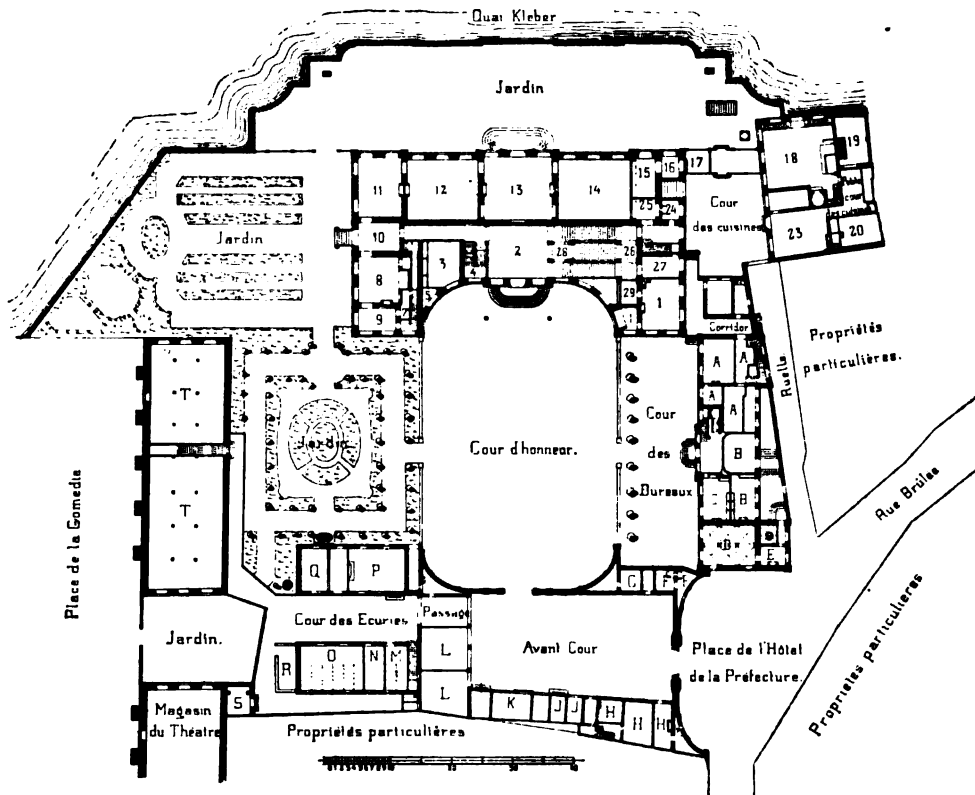 Quai Kleber
Jardin
19
18
17
16
15
11
12
13
14
Cour
des cuisines
25
24
20
23
Jardin
10
2
28
26
3
4
27
8
29
1
5
9
7
Corridor
Propriétés
particulières.
Ruelle
T
A
A
A
A
Jardin
Cour
des
Bureaux
Cour d'honneur.
B
B
T
Place de la Comedie
Rue Brûlée
E
Q
P
C
F
Passage
Cour des Ecuries
Jardin.
Avant Cour
Place de l'Hôtel
de la Préfecture.
Propriétés particulières
L
O
N
M
R
L
S
K
J
J
H
H
H
Magasin
du Théatre
Propriétés particulières